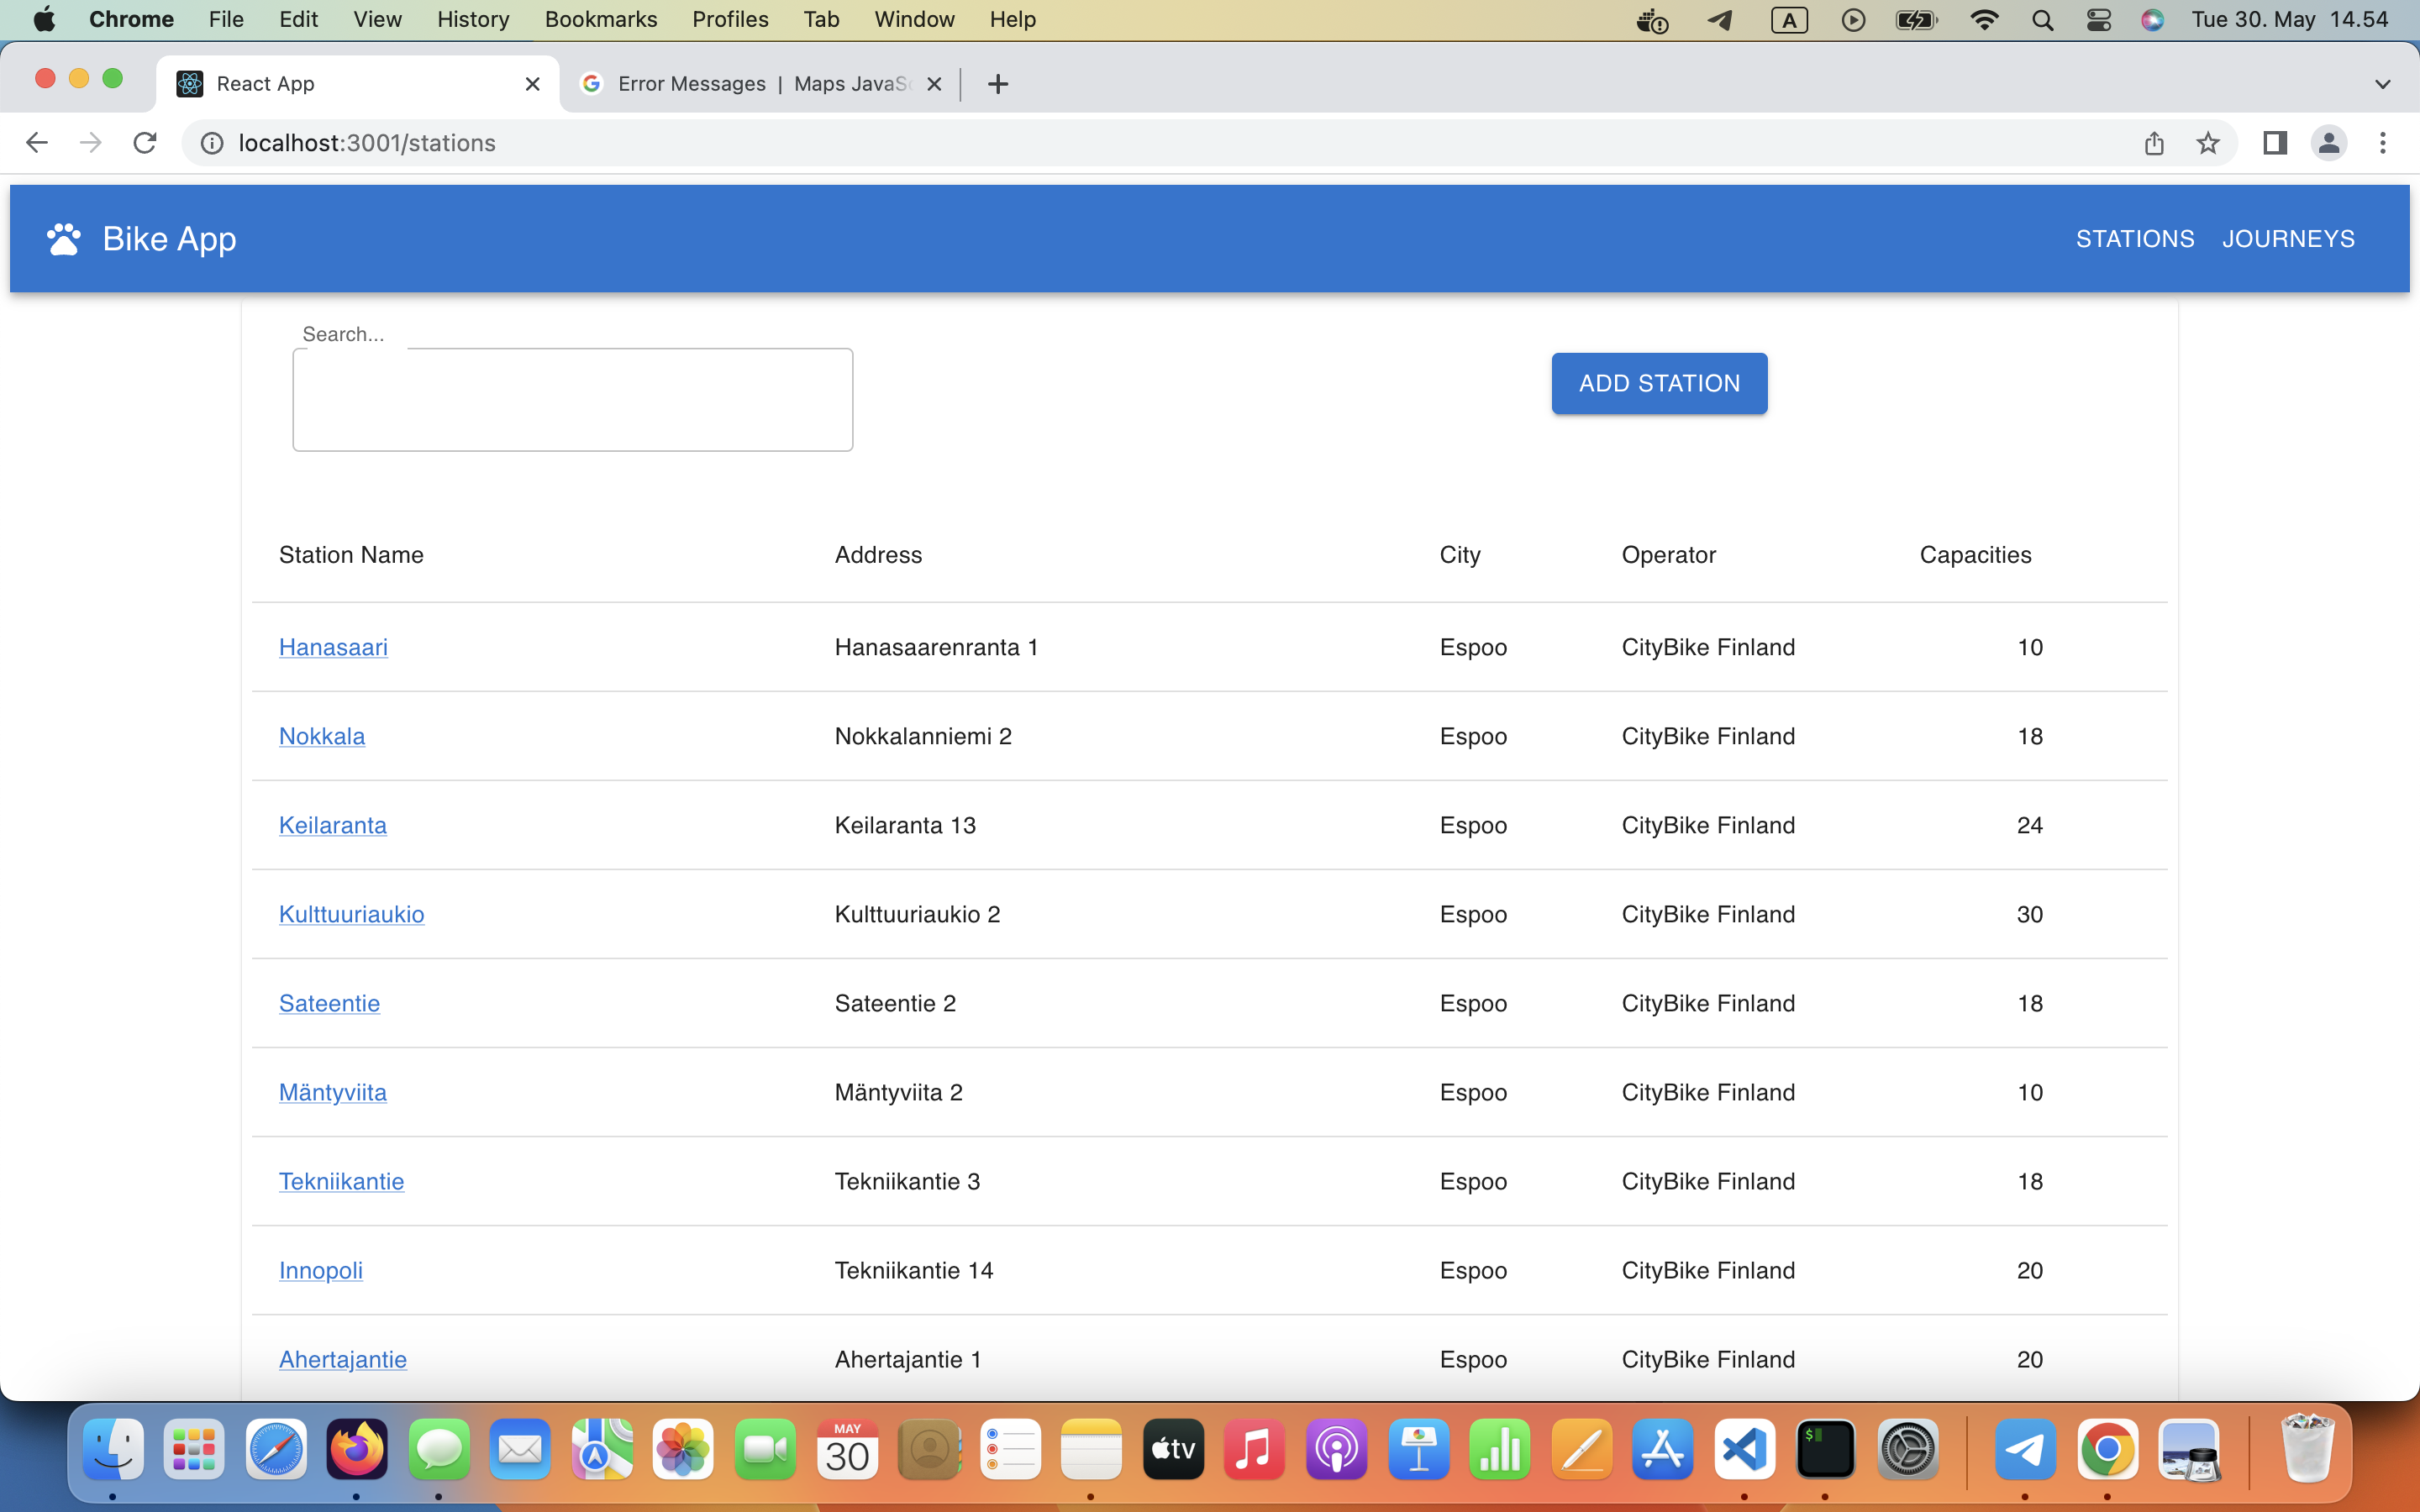 Chrome File Edit View History Bookmarks Profiles Tab Window Help A Tue 30. May 14.54
React App Error Messages | Maps JavaS
localhost:3001/stations
Bike App STATIONS JOURNEYS
Search...
ADD STATION
Station Name Address City Operator Capacities
Hanasaari Hanasaarenranta 1 Espoo CityBike Finland 10
Nokkala Nokkalanniemi 2 Espoo CityBike Finland 18
Keilaranta Keilaranta 13 Espoo CityBike Finland 24
Kulttuuriaukio Kulttuuriaukio 2 Espoo CityBike Finland 30
Sateentie Sateentie 2 Espoo CityBike Finland 18
Mäntyviita Mäntyviita 2 Espoo CityBike Finland 10
Tekniikantie Tekniikantie 3 Espoo CityBike Finland 18
Innopoli Tekniikantie 14 Espoo CityBike Finland 20
Ahertajantie Ahertajantie 1 Espoo CityBike Finland 20
MAY
30
tv
$